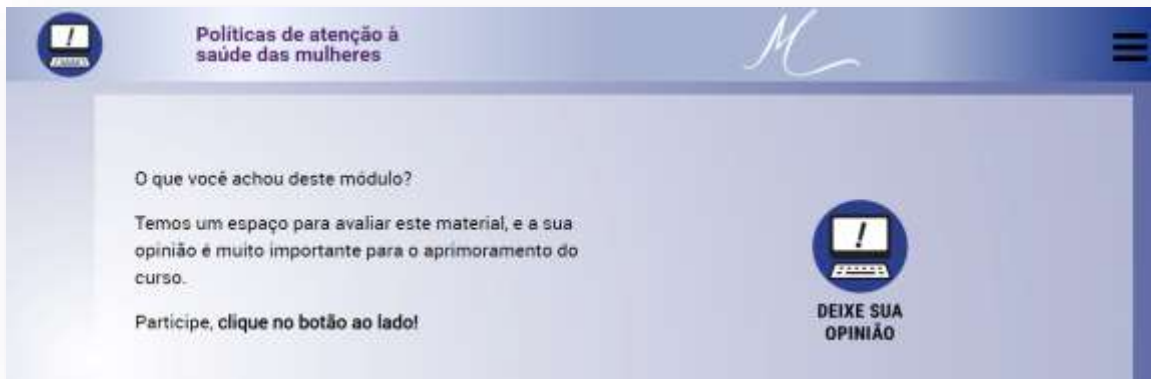 Políticas de atenção à
saúde das mulheres
M
O que você achou deste módulo?
Temos um espaço para avaliar este material, e a sua
opinião é muito importante para o aprimoramento do
curso.
Participe, clique no botão ao lado!
!
DEIXE SUA
OPINIÃO